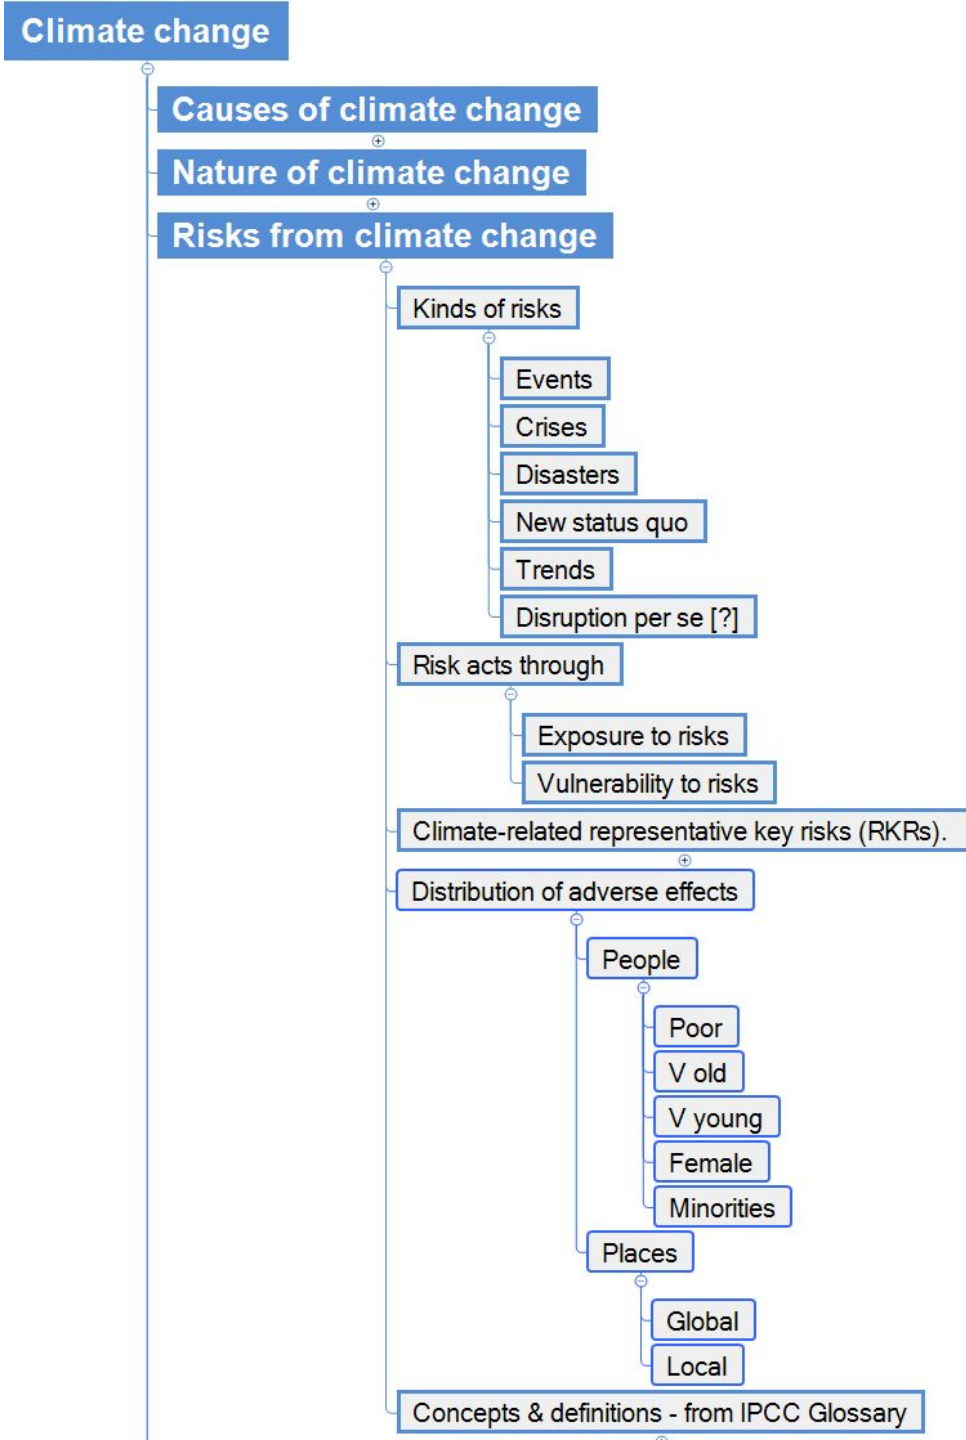 Climate change
Causes of climate change
Nature of climate change
Risks from climate change
Kinds of risks
Events
Crises
Disasters
New status quo
Trends
Disruption per se [?]
Risk acts through
Exposure to risks
Vulnerability to risks
Climate-related representative key risks (RKRs).
Distribution of adverse effects
People
Poor
V old
V young
Female
Minorities
Places
Global
Local
Concepts & definitions - from IPCC Glossary